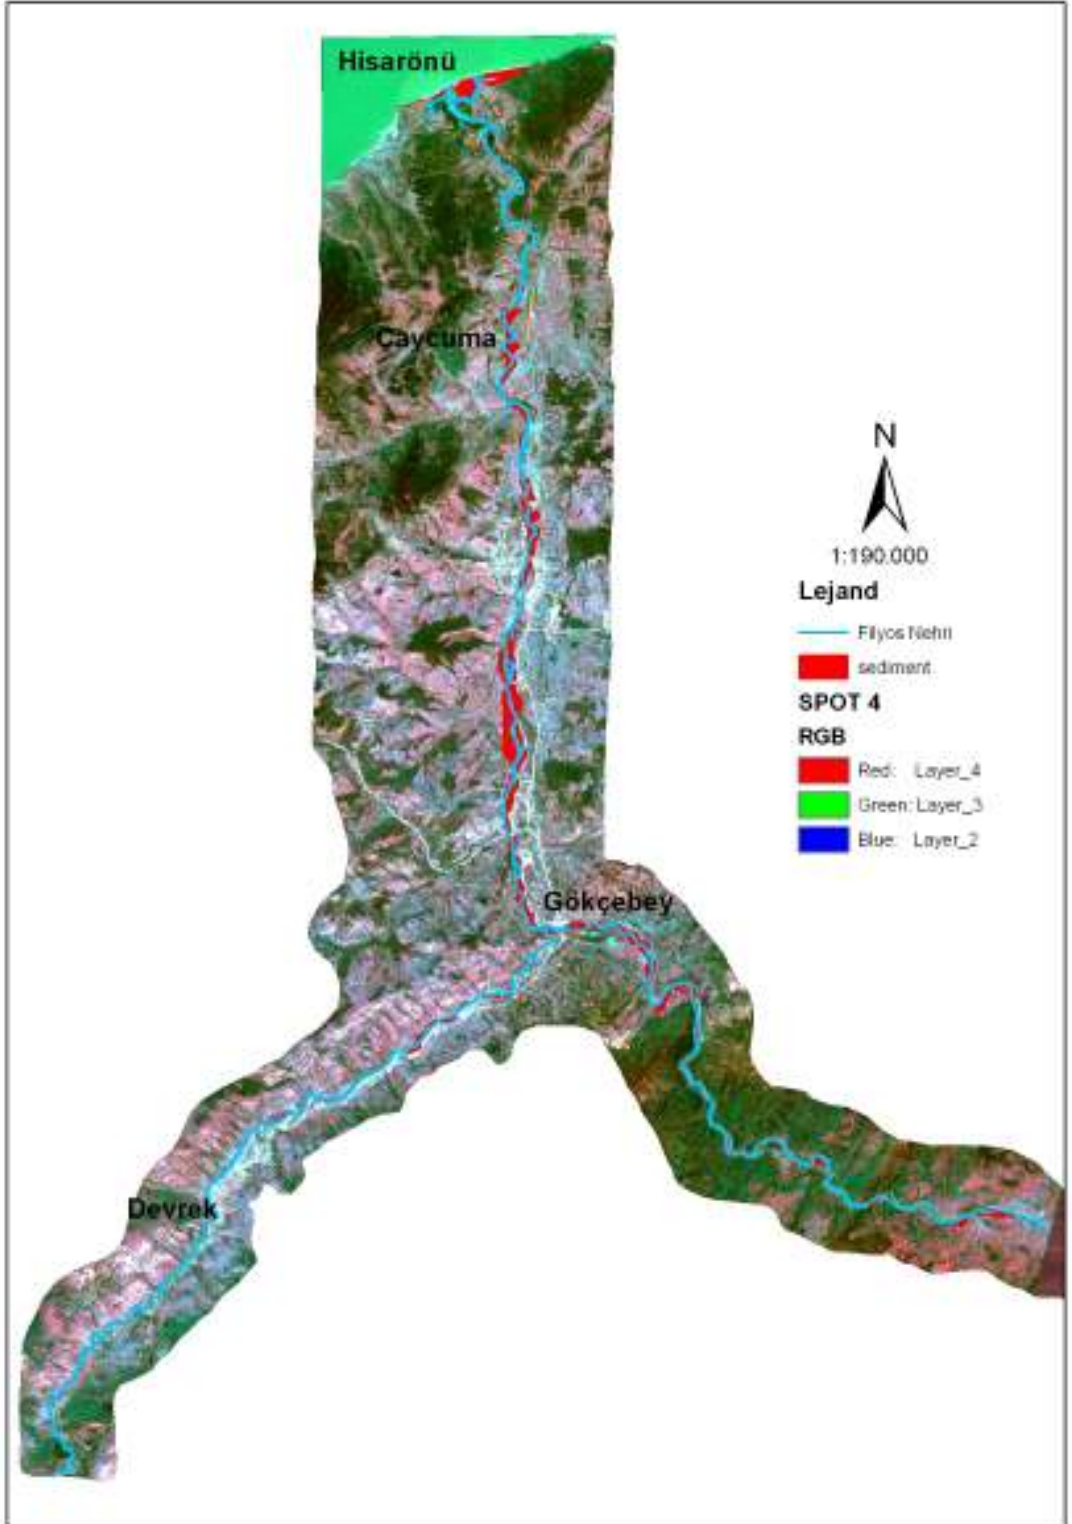 Hisarönü
Caycuma
N
1:190.000
Lejand
Filyos Nehri
sediment
SPOT 4
RGB
Red: Layer_4
Green: Layer_3
Blue: Layer_2
Gökçebey
Devrek